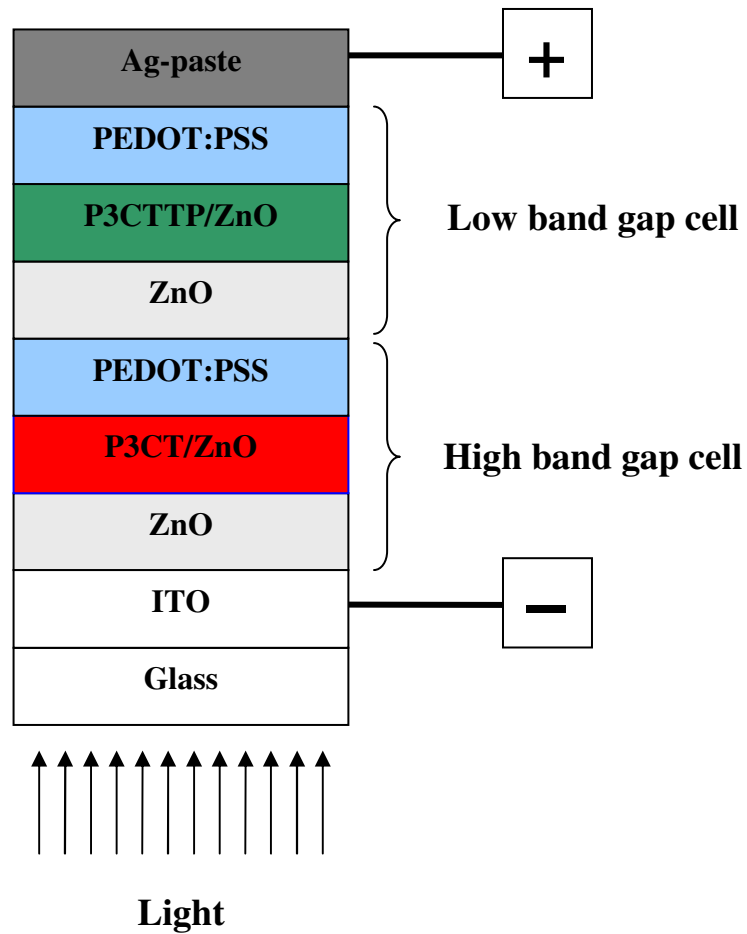 Ag-paste
+
PEDOT:PSS
P3CTTP/ZnO
Low band gap cell
ZnO
PEDOT:PSS
P3CT/ZnO
High band gap cell
ZnO
ITO
−
Glass
Light